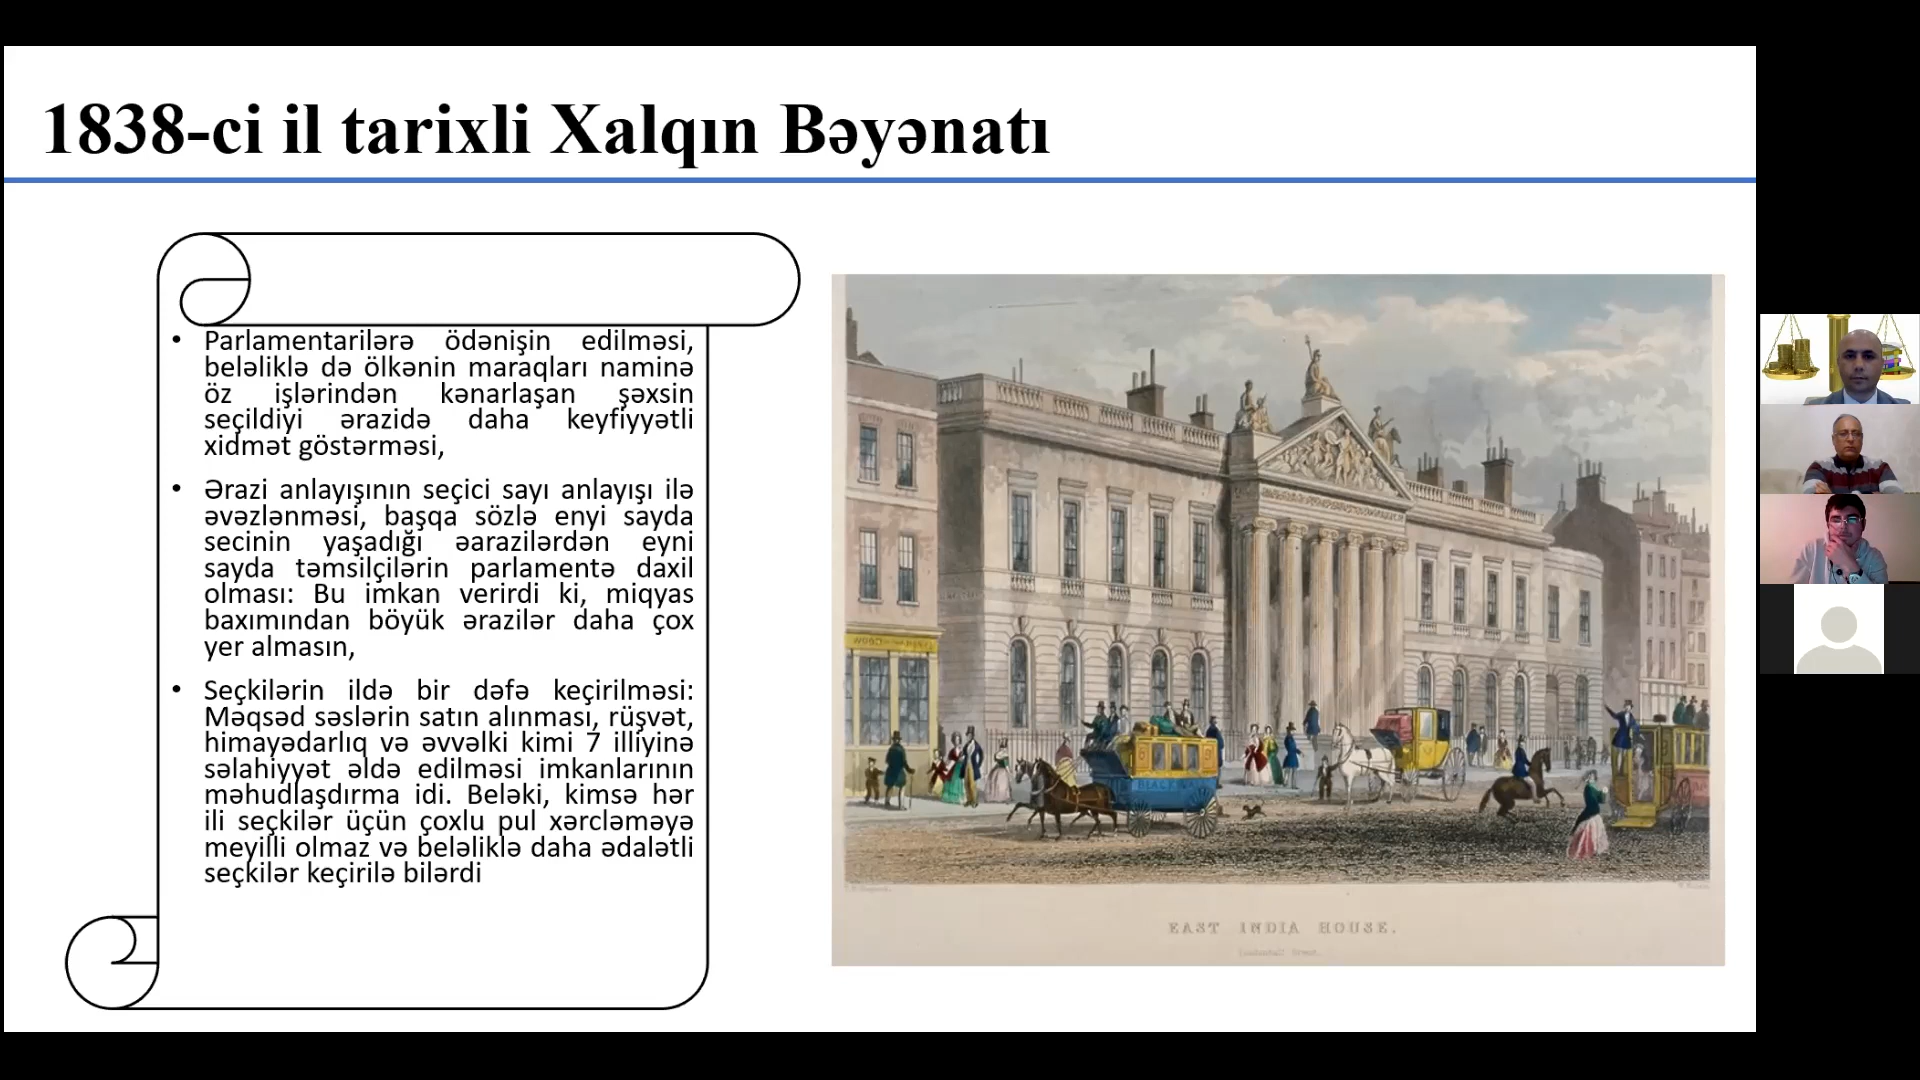 1838-ci il tarixli Xalqın Bəyənatı
• Parlamentarilərə ödənişin edilməsi,
beləliklə də ölkənin maraqları naminə
öz işlərindən kənarlaşan şəxsin
seçildiyi ərazidə daha keyfiyyətli
xidmət göstərməsi,
• Ərazi anlayışının seçici sayı anlayışı ilə
əvəzlənməsi, başqa sözlə enyi sayda
secinin yaşadığı əarazilərdən eyni
sayda təmsilçilərin parlamentə daxil
olması: Bu imkan verirdi ki, miqyas
baxımından böyük ərazilər daha çox
yer almasın,
• Seçkilərin ildə bir dəfə keçirilməsi:
Məqsəd səslərin satın alınması, rüşvət,
himayədarlıq və əvvəlki kimi 7 illiyinə
səlahiyyət əldə edilməsi imkanlarının
məhudlaşdırma idi. Beləki, kimsə hər
ili seçkilər üçün çoxlu pul xərcləməyə
meyilli olmaz və beləliklə daha ədalətli
seçkilər keçirilə bilərdi
EAST INDIA HOUSE.